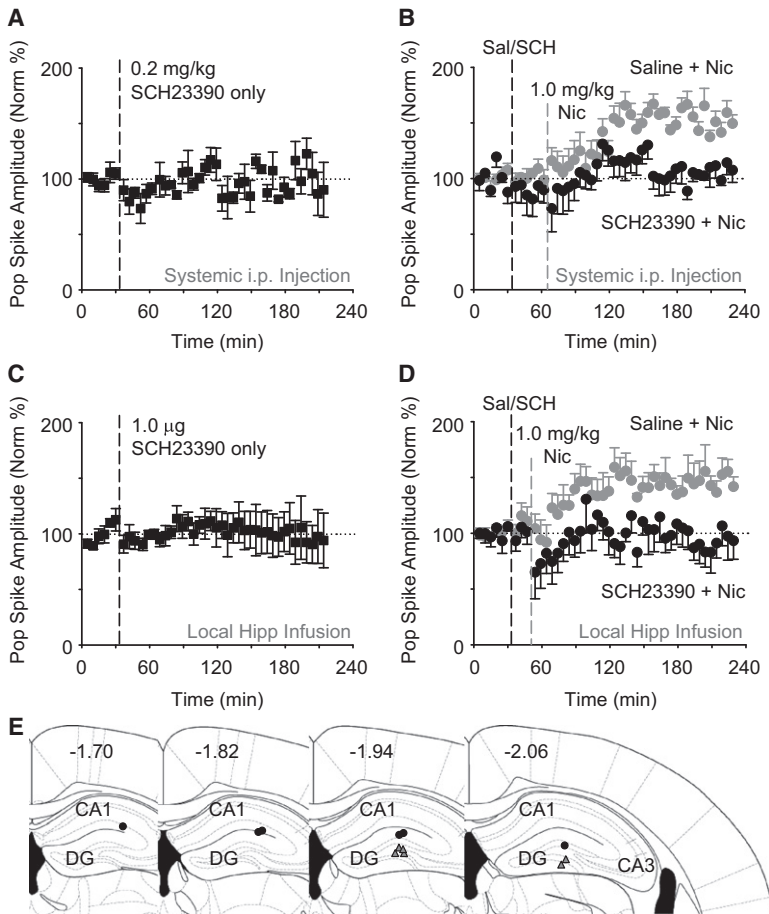 A
Pop Spike Amplitude (Norm %)
200
100
0
0.2 mg/kg
SCH23390 only
Systemic i.p. Injection
0 60 120 180 240
Time (min)
B
Pop Spike Amplitude (Norm %)
200
100
0
Sal/SCH
1.0 mg/kg
Nic
Saline + Nic
SCH23390 + Nic
Systemic i.p. Injection
0 60 120 180 240
Time (min)
C
Pop Spike Amplitude (Norm %)
200
100
0
1.0 μg
SCH23390 only
Local Hipp Infusion
0 60 120 180 240
Time (min)
D
Pop Spike Amplitude (Norm %)
200
100
0
Sal/SCH
1.0 mg/kg
Nic
Saline + Nic
SCH23390 + Nic
Local Hipp Infusion
0 60 120 180 240
Time (min)
E
-1.70 -1.82 -1.94 -2.06
CA1 CA1 CA1 CA1
DG DG DG DG CA3